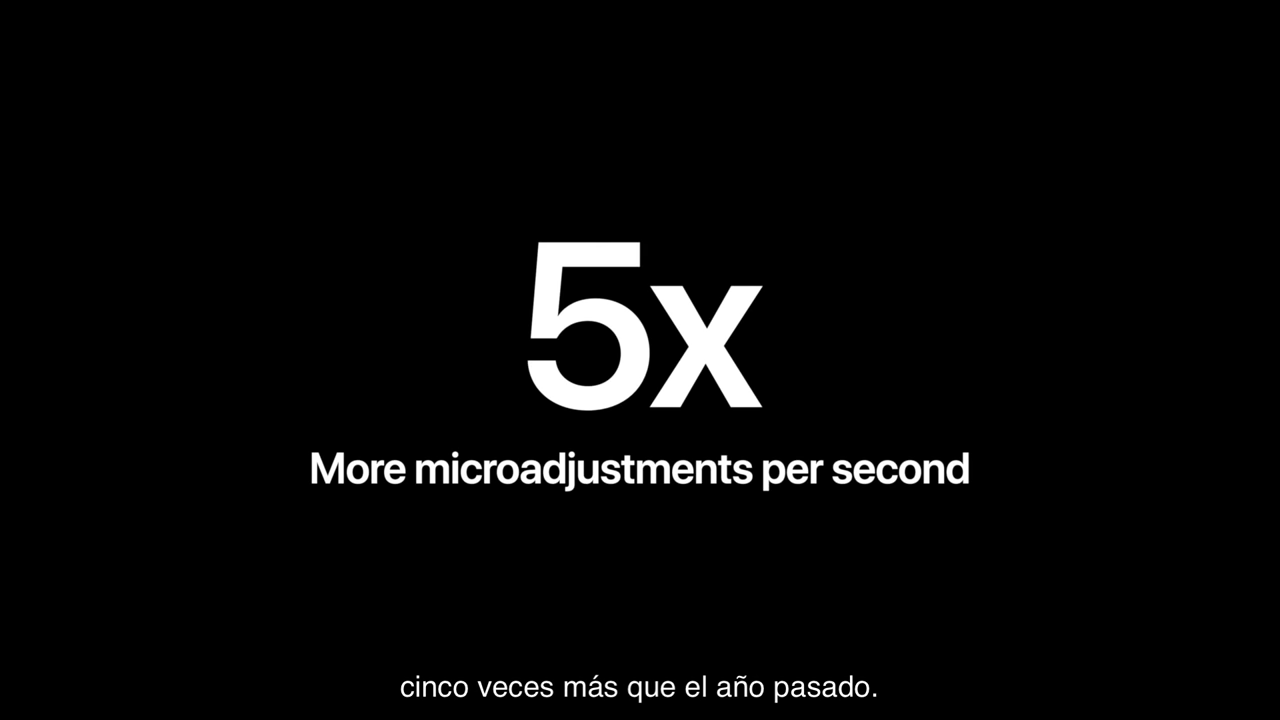 5x
More microadjustments per second
cinco veces más que el año pasado.